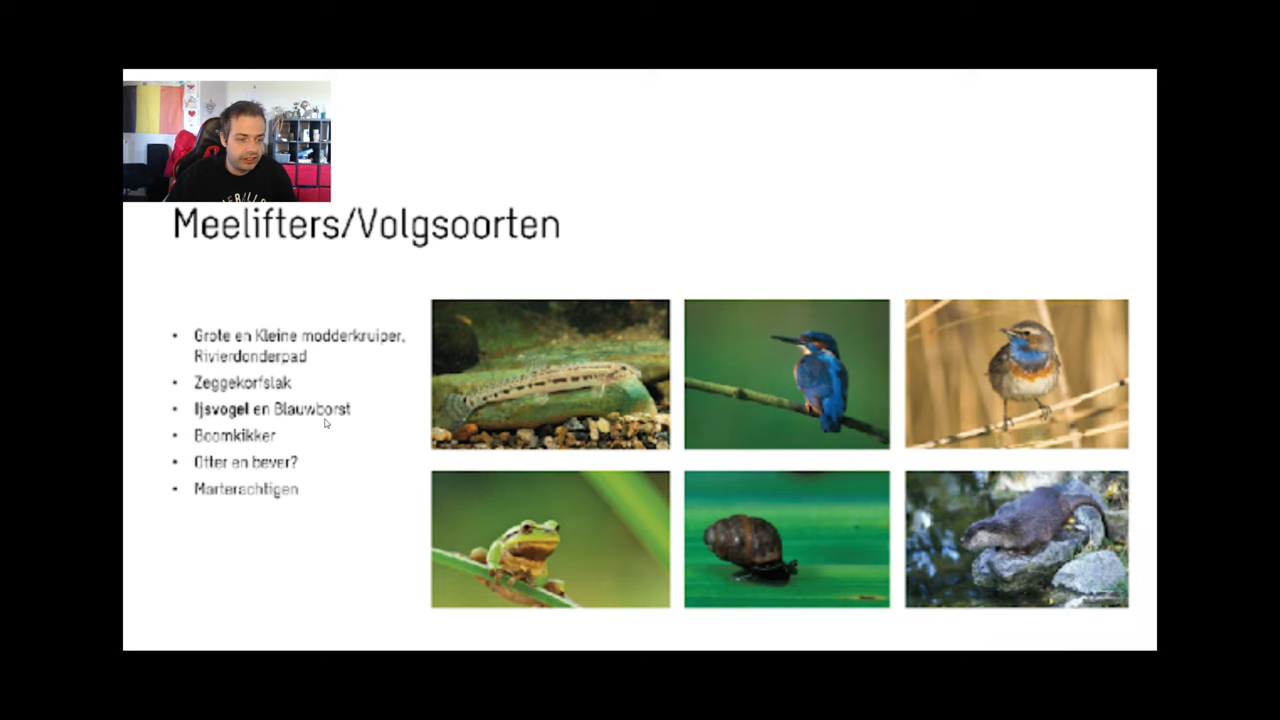 Meelifters/Volgsoorten
• Grote en Kleine modderkruiper,
Rivierdonderpad
• Zeggekorfslak
• Ijsvogel en Blauwborst
• Boomkikker
• Otter en bever?
• Marterachtigen